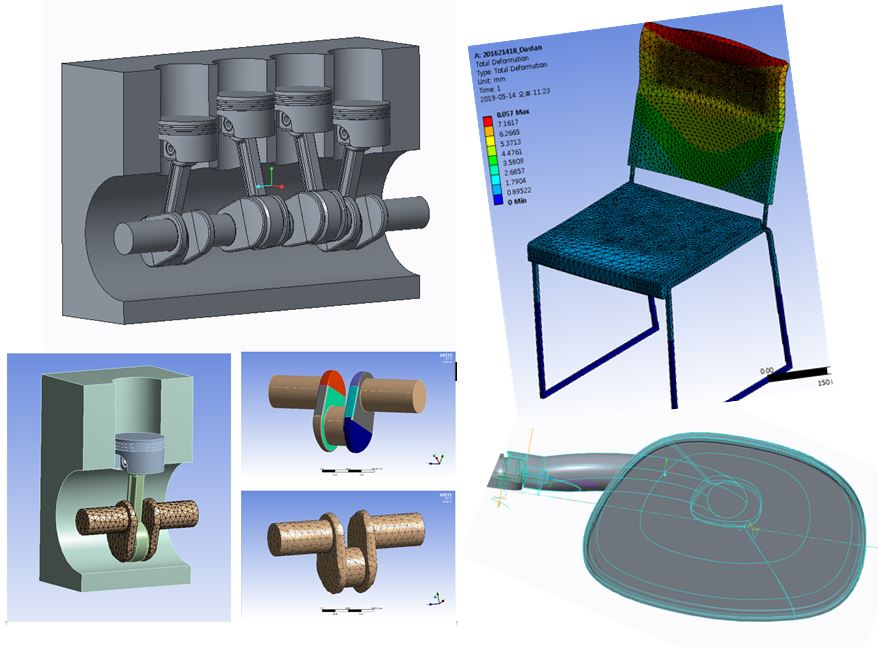 A: 201621418_Dastan
Total Deformation
Type: Total Deformation
Unit: mm
Time: 1
2019-05-14 오후 11:23
8.057 Max
7.1617
6.2665
5.3713
4.4761
3.5809
2.6857
1.7904
0.89522
0 Min
0.00
150.
ANSYS
ANSYS